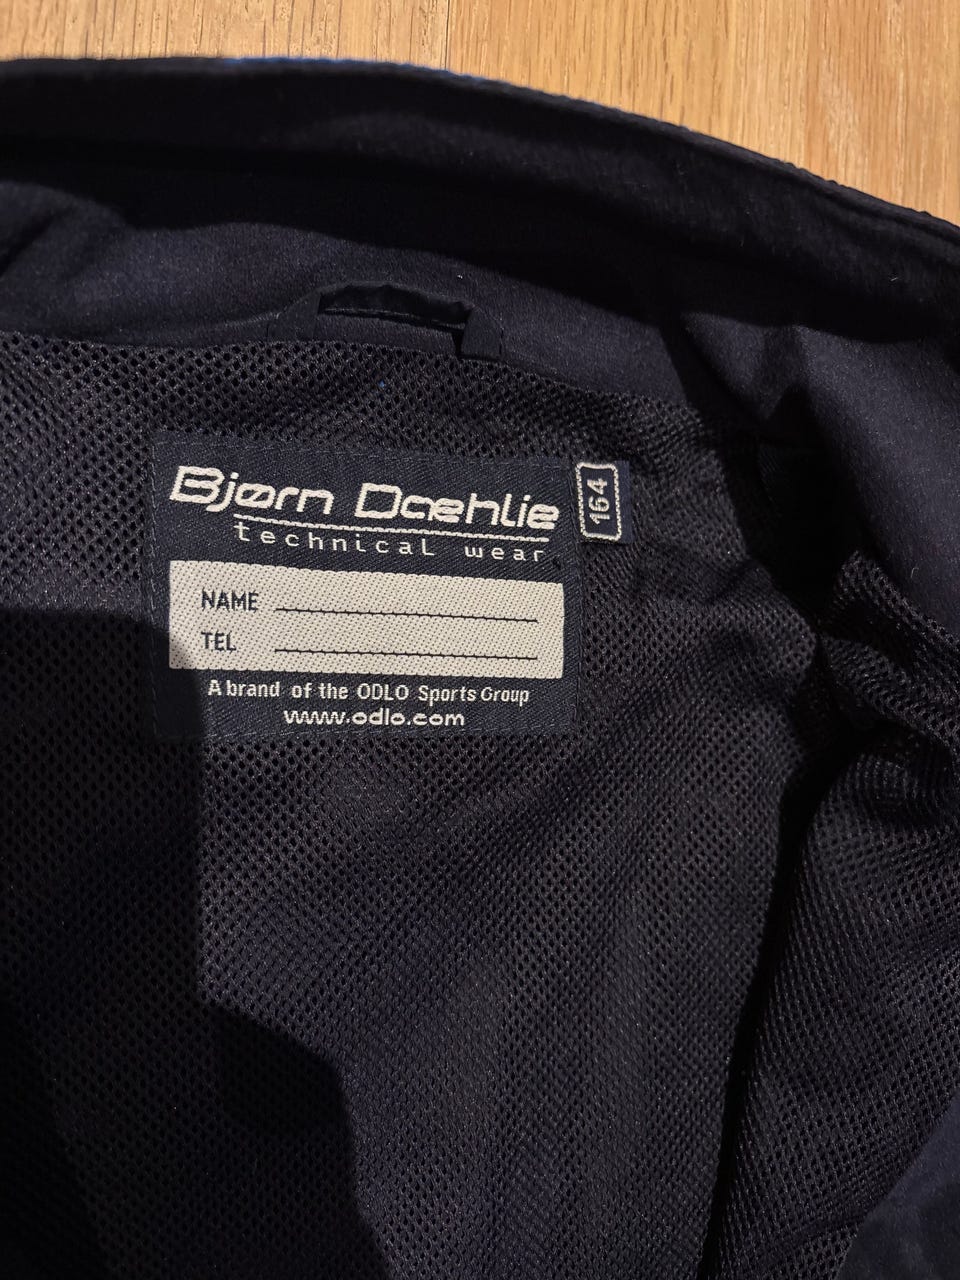 Bjørn Dæhlie
technical wear
164
NAME
TEL
A brand of the ODLO Sports Group
www.odlo.com